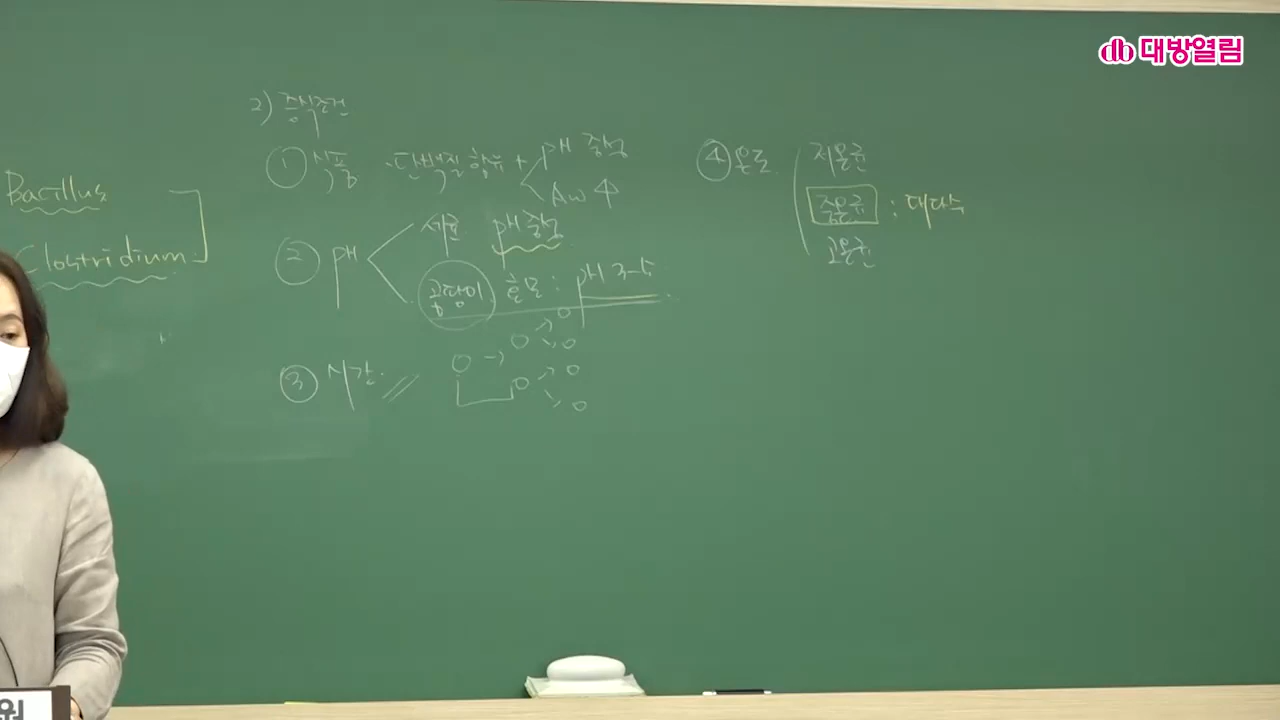 대방열림
2) 증식조건
Bacillus
Clostridium
① 식품 · 단백질 함유 + pH 중성
Aw ↑
② pH 세균 pH 중성
곰팡이 효모 : pH 3-5
③ 시간
④ 온도 저온균
중온균 : 대다수
고온균
원